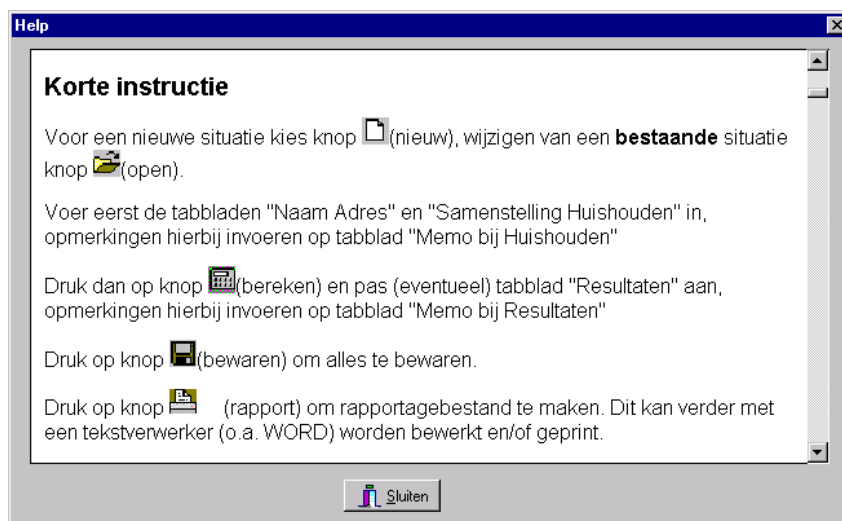 Help
Korte instructie
Voor een nieuwe situatie kies knop (nieuw), wijzigen van een bestaande situatie
knop (open).
Voer eerst de tabbladen "Naam Adres" en "Samenstelling Huishouden" in,
opmerkingen hierbij invoeren op tabblad "Memo bij Huishouden"
Druk dan op knop (bereken) en pas (eventueel) tabblad "Resultaten" aan,
opmerkingen hierbij invoeren op tabblad "Memo bij Resultaten"
Druk op knop (bewaren) om alles te bewaren.
Druk op knop (rapport) om rapportagebestand te maken. Dit kan verder met
een tekstverwerker (o.a. WORD) worden bewerkt en/of geprint.
Sluiten